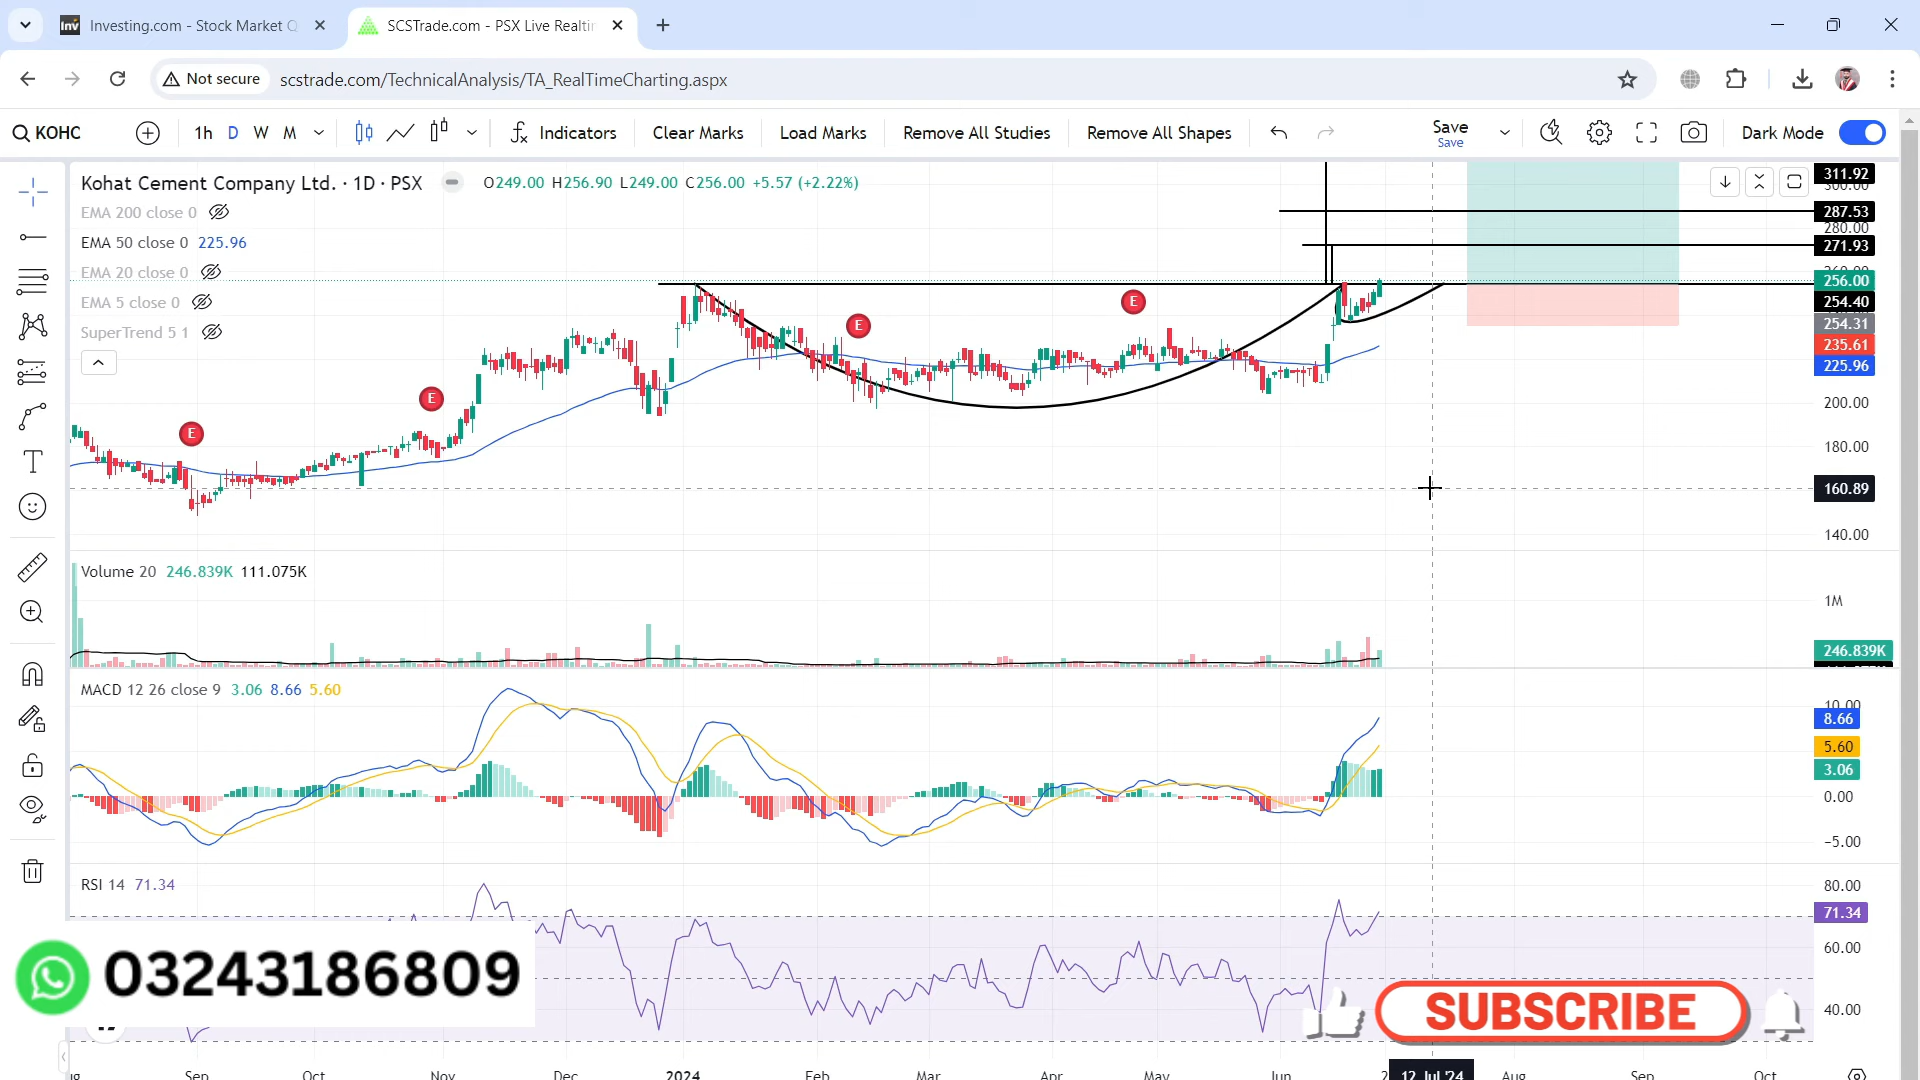 Investing.com - Stock Market Q
SCSTrade.com - PSX Live Realtin
Not secure
scstrade.com/TechnicalAnalysis/TA_RealTimeCharting.aspx
KOHC
1h D W M
Indicators
Clear Marks
Load Marks
Remove All Studies
Remove All Shapes
Save
Save
Dark Mode
Kohat Cement Company Ltd. · 1D · PSX
O249.00 H256.90 L249.00 C256.00 +5.57 (+2.22%)
EMA 200 close 0
EMA 50 close 0 225.96
EMA 20 close 0
EMA 5 close 0
SuperTrend 5 1
E
E
E
E
311.92
300.00
287.53
280.00
271.93
256.00
254.40
254.31
235.61
225.96
200.00
180.00
160.89
140.00
Volume 20 246.839K 111.075K
1M
246.839K
MACD 12 26 close 9 3.06 8.66 5.60
10.00
8.66
5.60
3.06
0.00
−5.00
RSI 14 71.34
80.00
71.34
60.00
40.00
03243186809
SUBSCRIBE
Sep Oct Nov Dec 2024 Feb Mar Apr May Jun 12 Jul '24 Aug Sep Oct